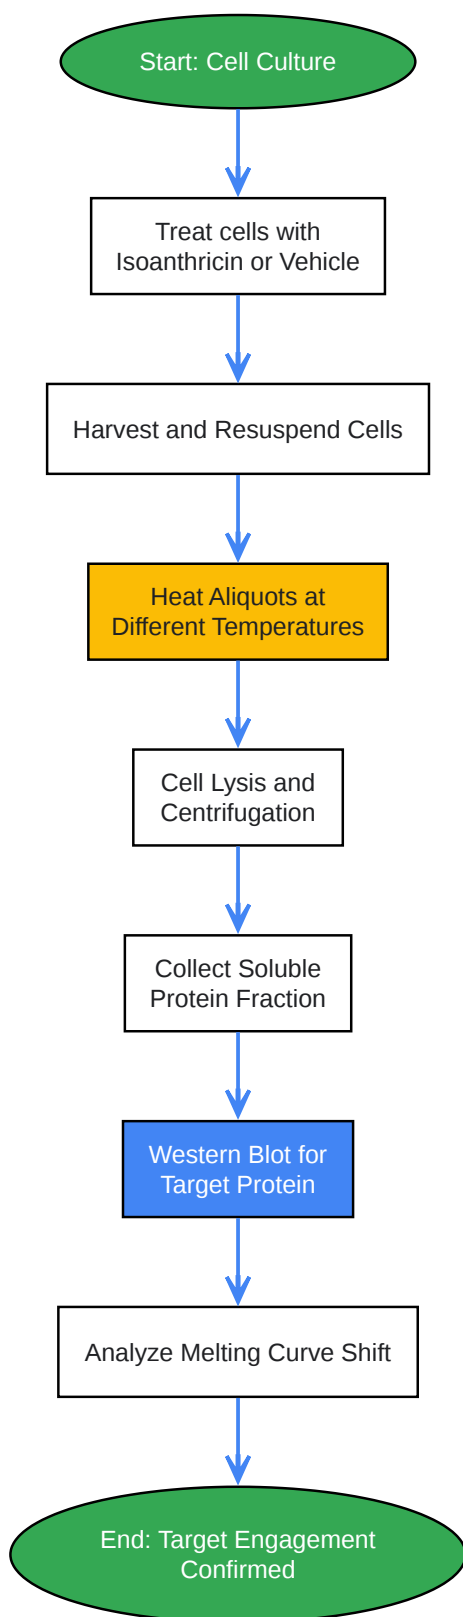 Start: Cell Culture
Treat cells with
Isoanthricin or Vehicle
Harvest and Resuspend Cells
Heat Aliquots at
Different Temperatures
Cell Lysis and
Centrifugation
Collect Soluble
Protein Fraction
Western Blot for
Target Protein
Analyze Melting Curve Shift
End: Target Engagement
Confirmed